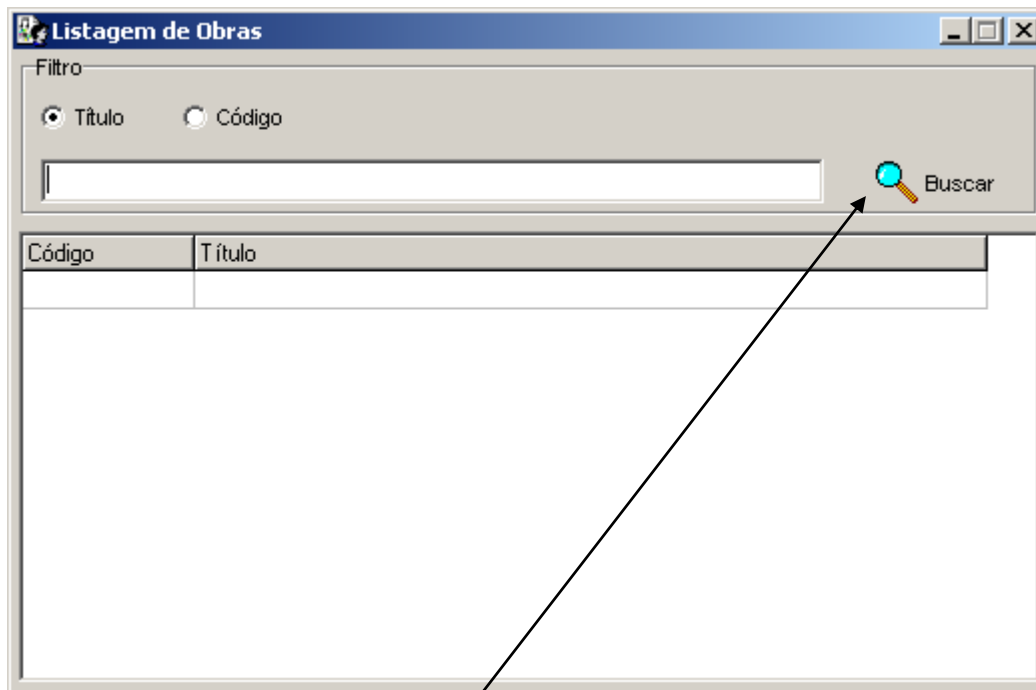 Listagem de Obras
Filtro
Título Código
Buscar
Código Título